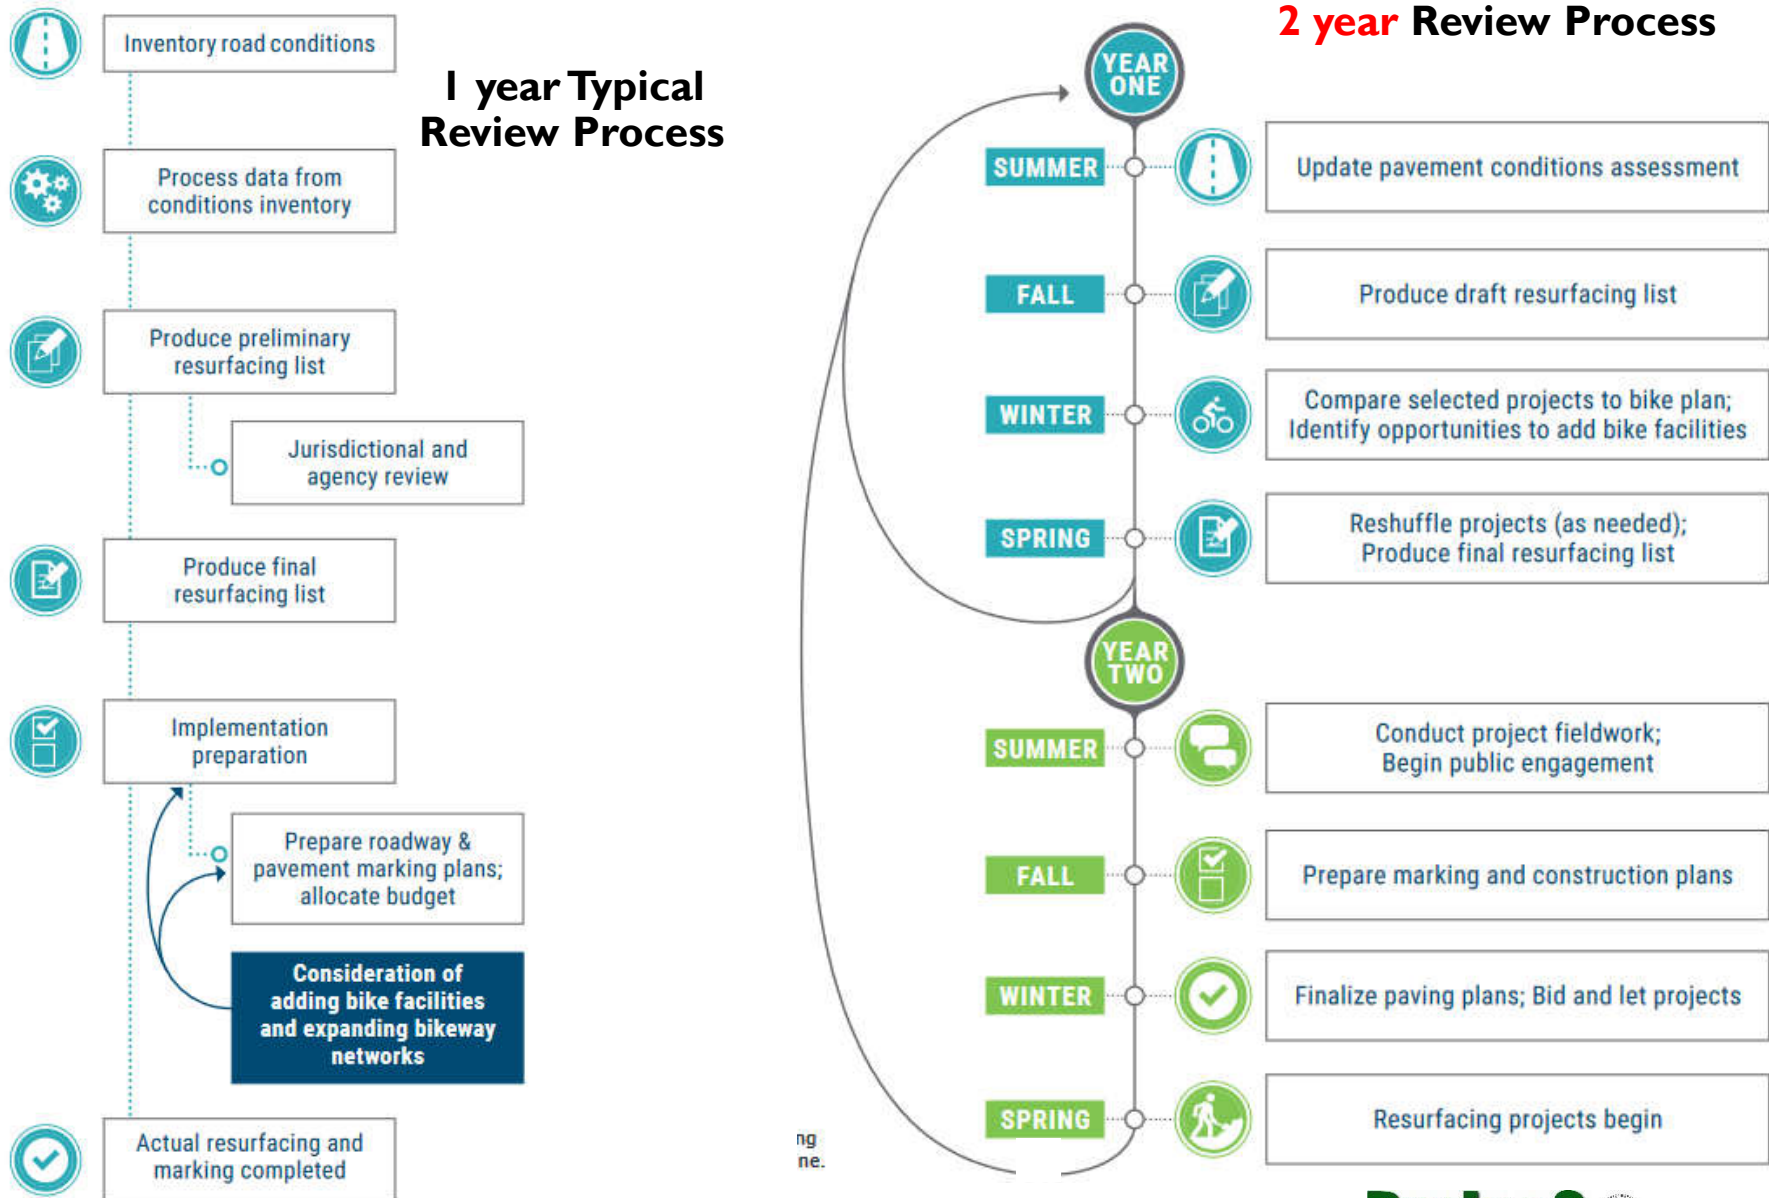 Inventory road conditions
1 year Typical
Review Process
Process data from
conditions inventory
Produce preliminary
resurfacing list
Jurisdictional and
agency review
Produce final
resurfacing list
Implementation
preparation
Prepare roadway &
pavement marking plans;
allocate budget
Consideration of
adding bike facilities
and expanding bikeway
networks
Actual resurfacing and
marking completed
2 year Review Process
YEAR
ONE
SUMMER
Update pavement conditions assessment
FALL
Produce draft resurfacing list
WINTER
Compare selected projects to bike plan;
Identify opportunities to add bike facilities
SPRING
Reshuffle projects (as needed);
Produce final resurfacing list
YEAR
TWO
SUMMER
Conduct project fieldwork;
Begin public engagement
FALL
Prepare marking and construction plans
WINTER
Finalize paving plans; Bid and let projects
SPRING
Resurfacing projects begin
ng
ne.